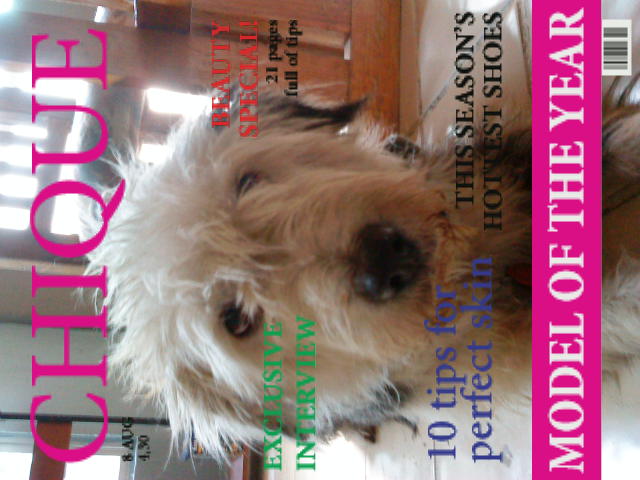 CHIQUE
8 AUG
4,30
BEAUTY
SPECIAL!
21 pages
full of tips
EXCLUSIVE
INTERVIEW
10 tips for
perfect skin
THIS SEASON'S
HOTTEST SHOES
MODEL OF THE YEAR